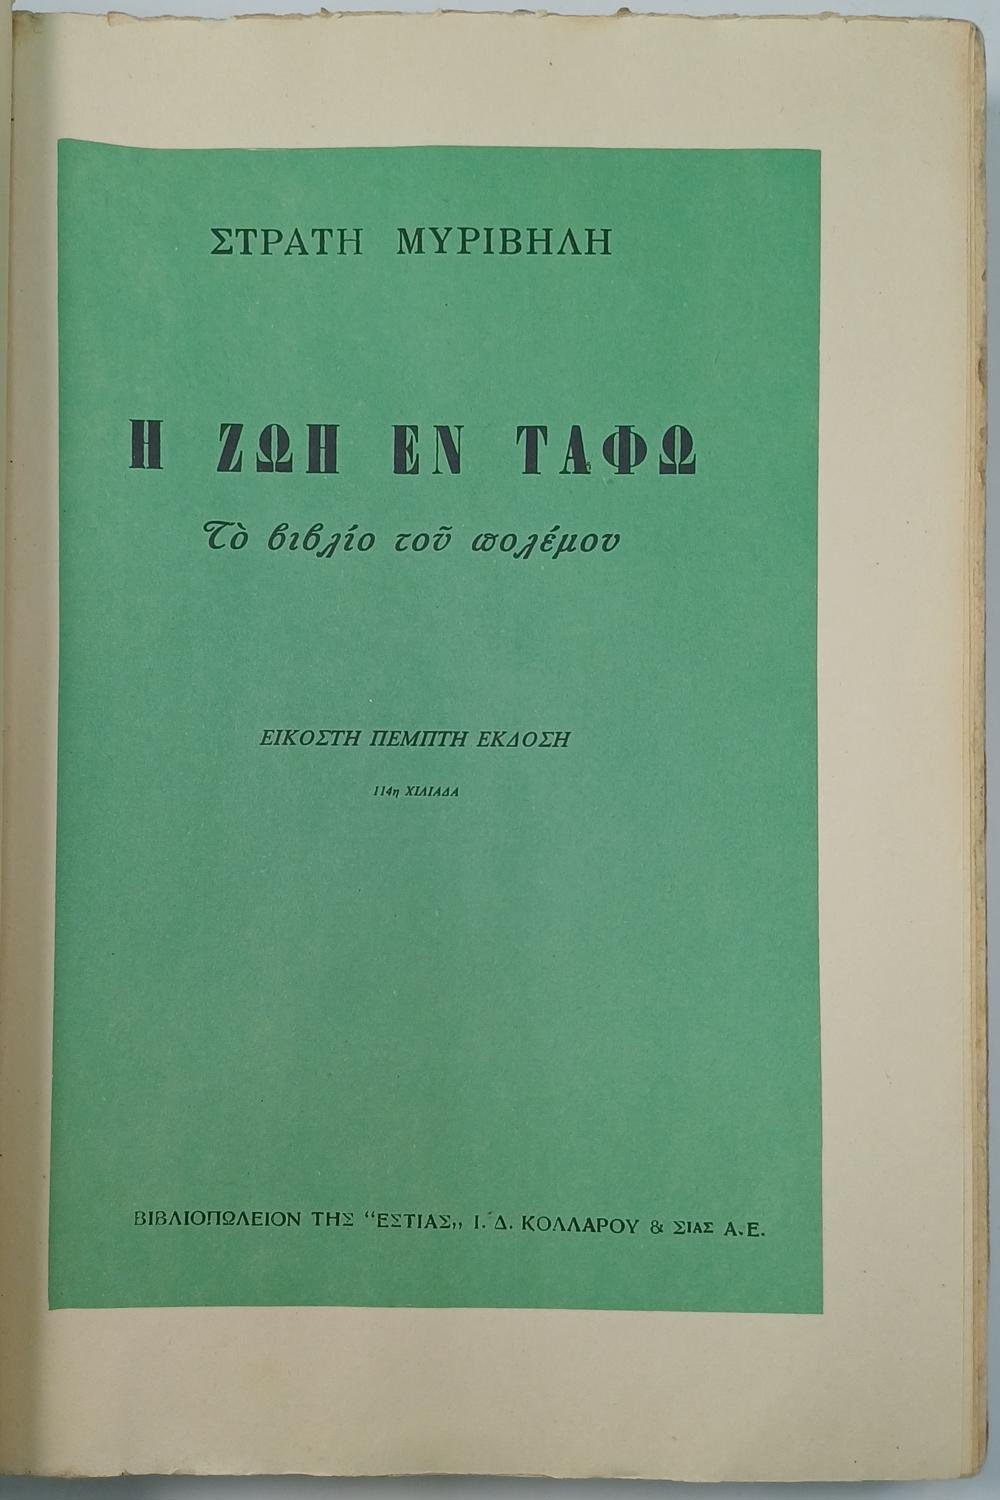 ΣΤΡΑΤΗ ΜΥΡΙΒΗΛΗ
Η ΖΩΗ ΕΝ ΤΑΦΩ
Τὸ βιβλίο τοῦ πολέμου
ΕΙΚΟΣΤΗ ΠΕΜΠΤΗ ΕΚΔΟΣΗ
114η ΧΙΛΙΑΔΑ
ΒΙΒΛΙΟΠΩΛΕΙΟΝ ΤΗΣ “ΕΣΤΙΑΣ„ Ι. Δ. ΚΟΛΛΑΡΟΥ & ΣΙΑΣ Α.Ε.